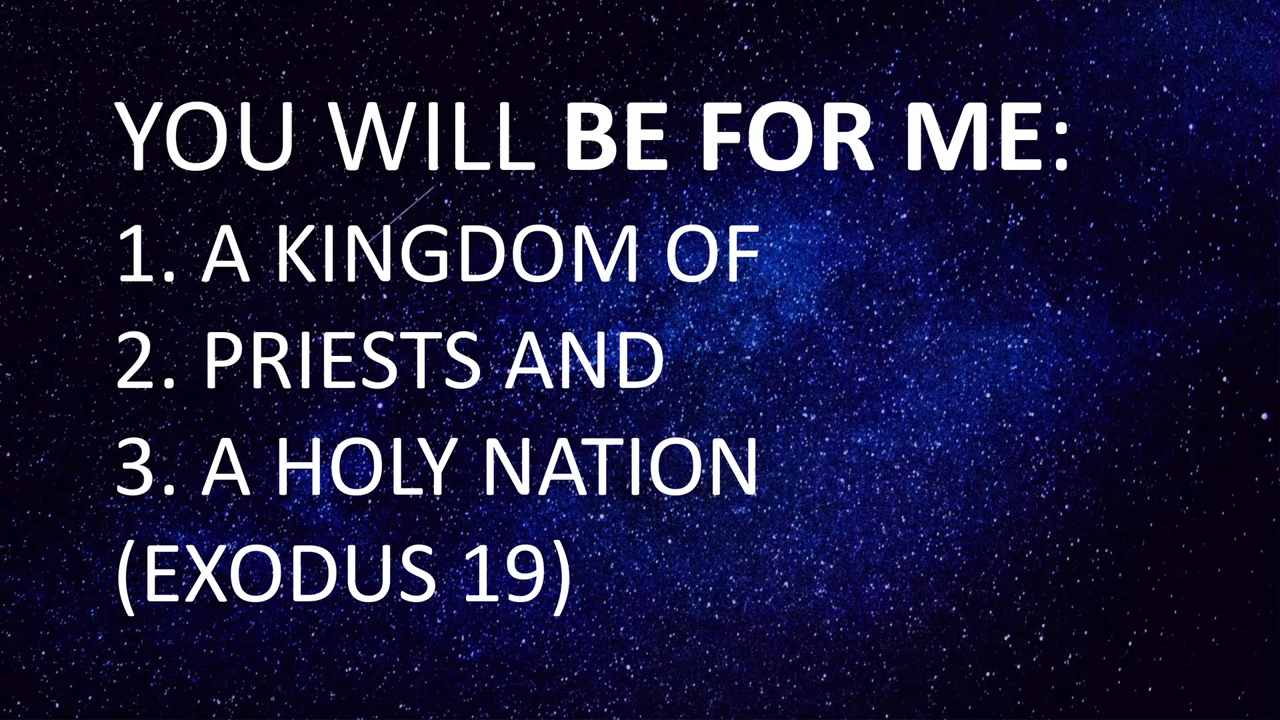 YOU WILL BE FOR ME:
1. A KINGDOM OF
2. PRIESTS AND
3. A HOLY NATION
(EXODUS 19)